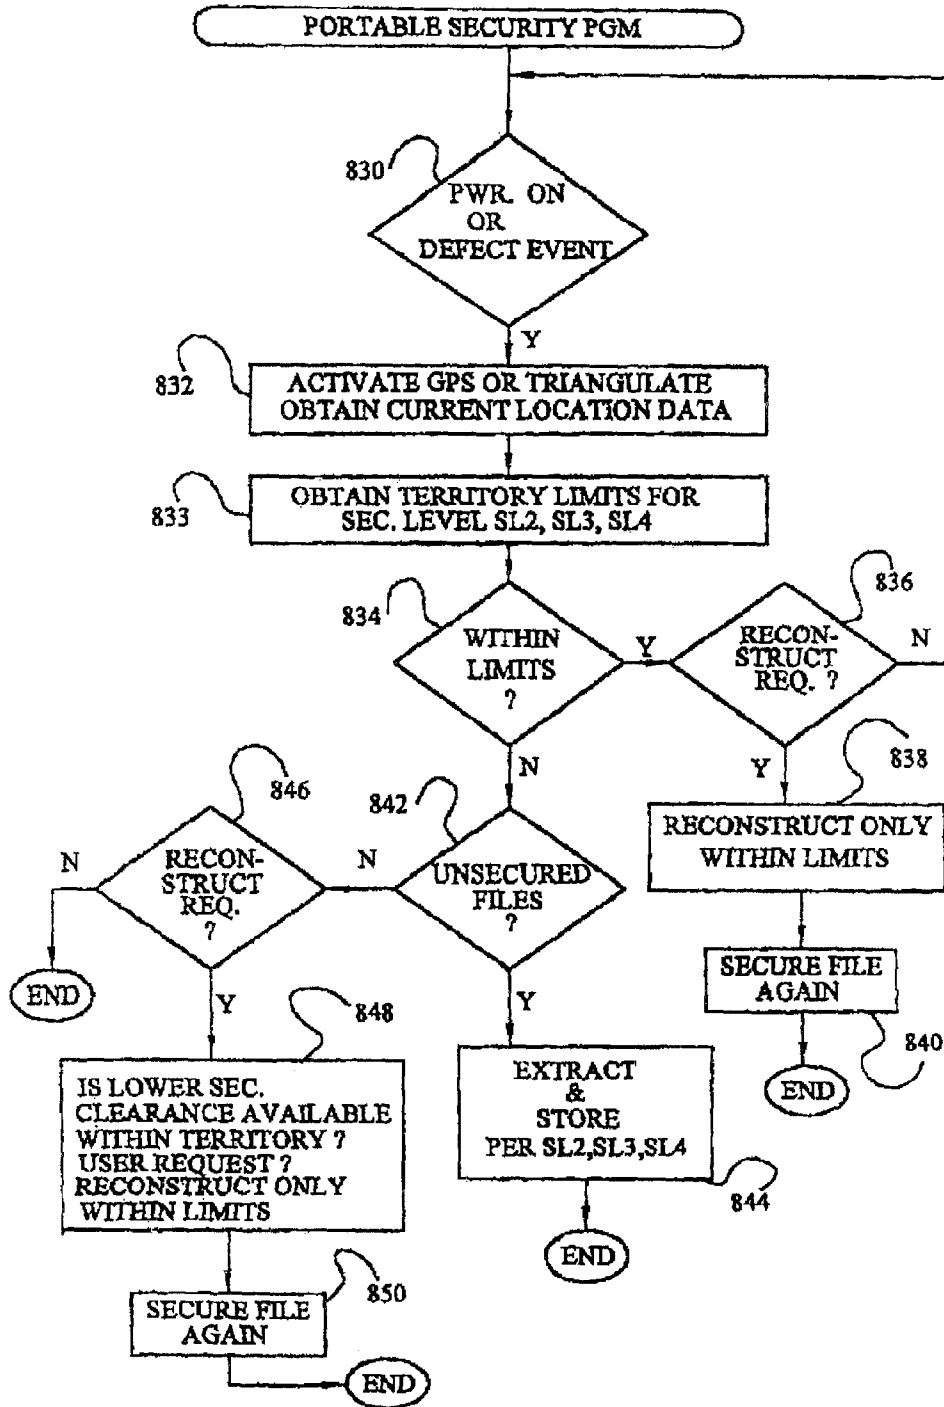 PORTABLE SECURITY PGM
830
PWR. ON
OR
DEFECT EVENT
Y
832
ACTIVATE GPS OR TRIANGULATE
OBTAIN CURRENT LOCATION DATA
833
OBTAIN TERRITORY LIMITS FOR
SEC. LEVEL SL2, SL3, SL4
834
WITHIN
LIMITS
?
Y
836
RECON-
STRUCT
REQ. ?
N
N
Y
838
RECONSTRUCT ONLY
WITHIN LIMITS
SECURE FILE
AGAIN
840
END
842
UNSECURED
FILES
?
N
Y
846
RECON-
STRUCT
REQ.
?
N
END
Y
848
IS LOWER SEC.
CLEARANCE AVAILABLE
WITHIN TERRITORY ?
USER REQUEST ?
RECONSTRUCT ONLY
WITHIN LIMITS
EXTRACT
&
STORE
PER SL2,SL3,SL4
844
END
850
SECURE FILE
AGAIN
END